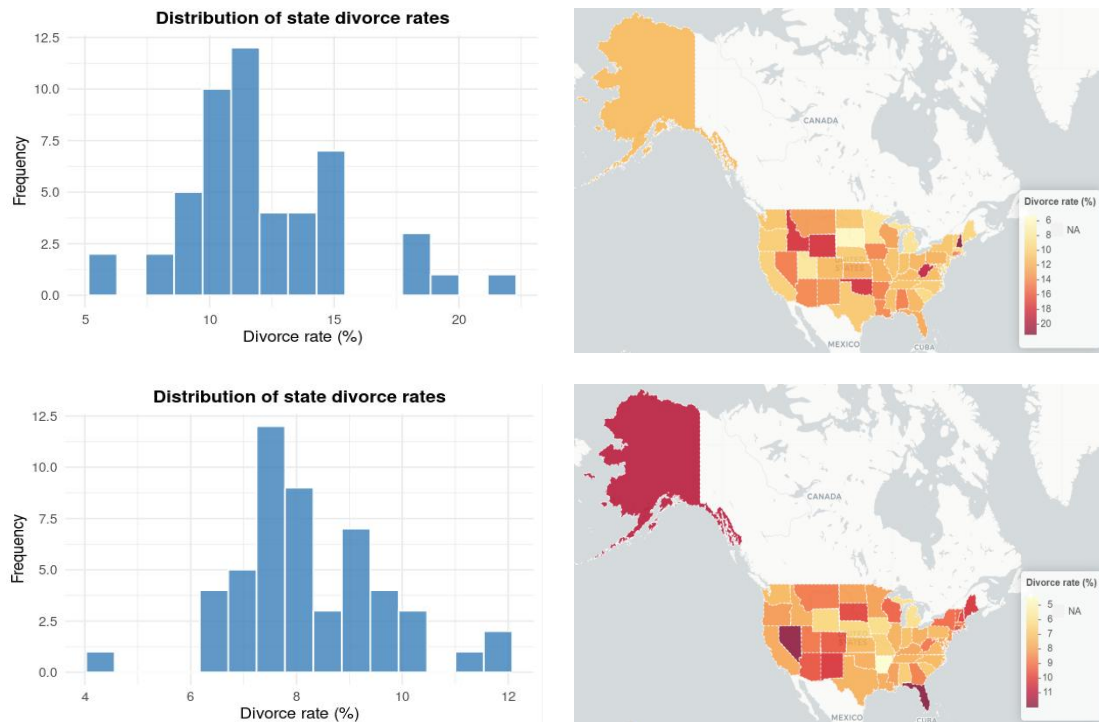 Distribution of state divorce rates
12.5
10.0
7.5
5.0
2.5
0.0
Frequency
5
10
15
20
Divorce rate (%)
CANADA
UNITED
STATES
MEXICO
CUBA
Divorce rate (%)
6
8
10
12
14
16
18
20
NA
Distribution of state divorce rates
12.5
10.0
7.5
5.0
2.5
0.0
Frequency
4
6
8
10
12
Divorce rate (%)
CANADA
STATES
MEXICO
CUBA
Divorce rate (%)
5
6
7
8
9
10
11
NA